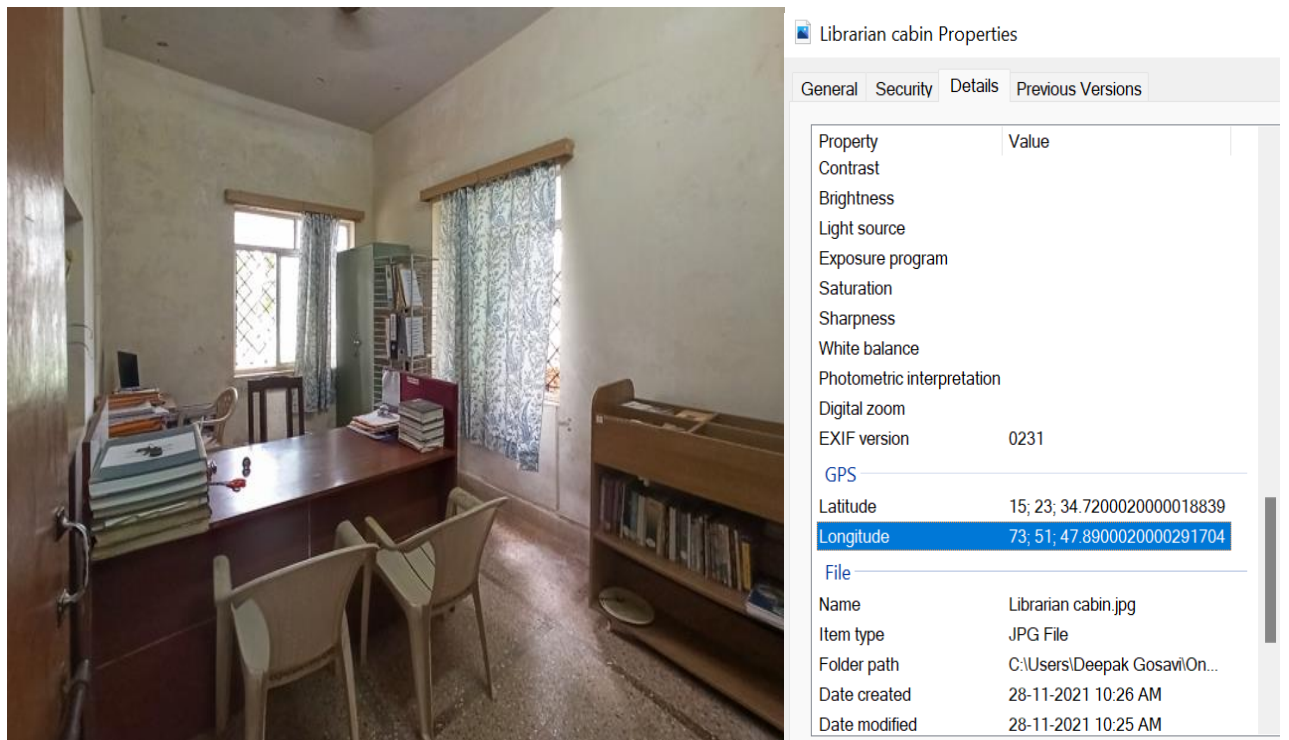 Librarian cabin Properties
General Security Details Previous Versions
Property Value
Contrast
Brightness
Light source
Exposure program
Saturation
Sharpness
White balance
Photometric interpretation
Digital zoom
EXIF version 0231
GPS
Latitude 15; 23; 34.7200020000018839
Longitude 73; 51; 47.8900020000291704
File
Name Librarian cabin.jpg
Item type JPG File
Folder path C:\Users\Deepak Gosavi\On...
Date created 28-11-2021 10:26 AM
Date modified 28-11-2021 10:25 AM